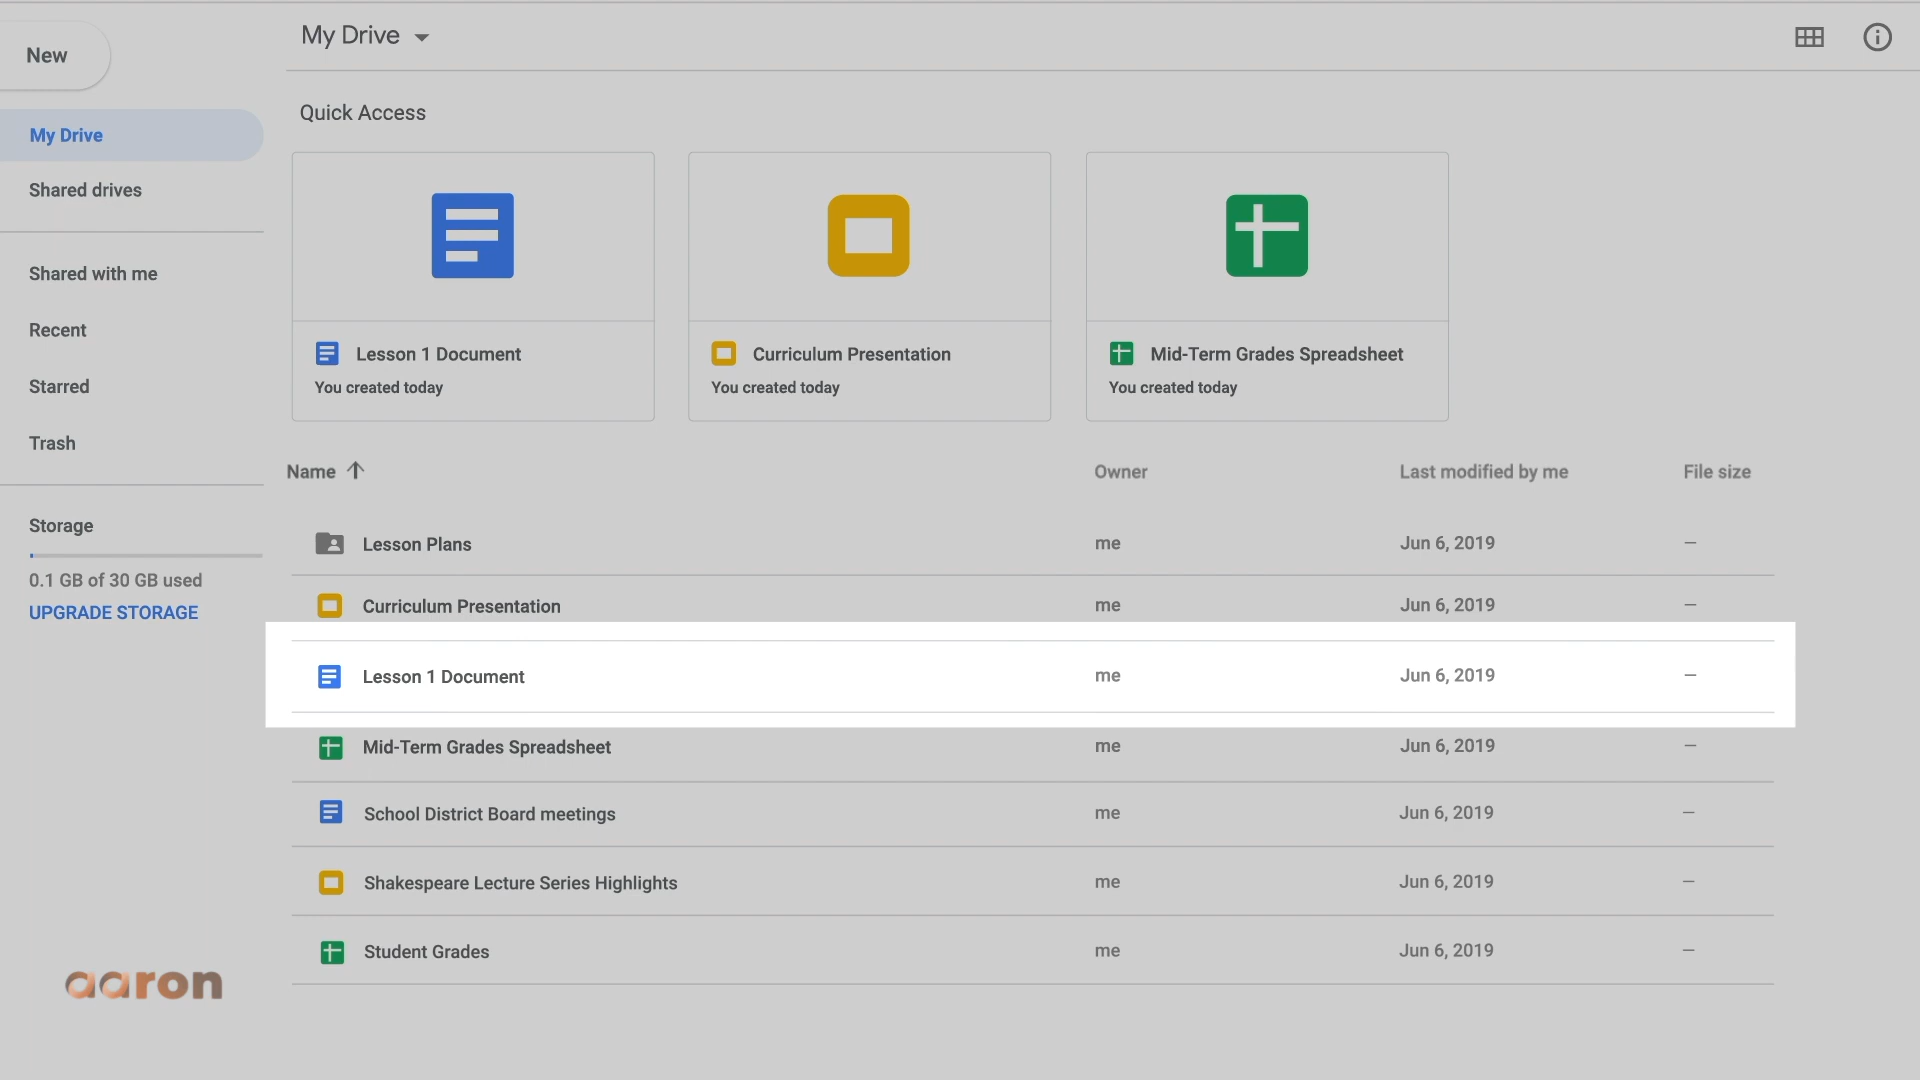 New
My Drive
Shared drives
Shared with me
Recent
Starred
Trash
Storage
0.1 GB of 30 GB used
UPGRADE STORAGE
aaron
My Drive
Quick Access
Lesson 1 Document
You created today
Curriculum Presentation
You created today
Mid-Term Grades Spreadsheet
You created today
Name Owner Last modified by me File size
Lesson Plans me Jun 6, 2019 —
Curriculum Presentation me Jun 6, 2019 —
Lesson 1 Document me Jun 6, 2019 —
Mid-Term Grades Spreadsheet me Jun 6, 2019 —
School District Board meetings me Jun 6, 2019 —
Shakespeare Lecture Series Highlights me Jun 6, 2019 —
Student Grades me Jun 6, 2019 —